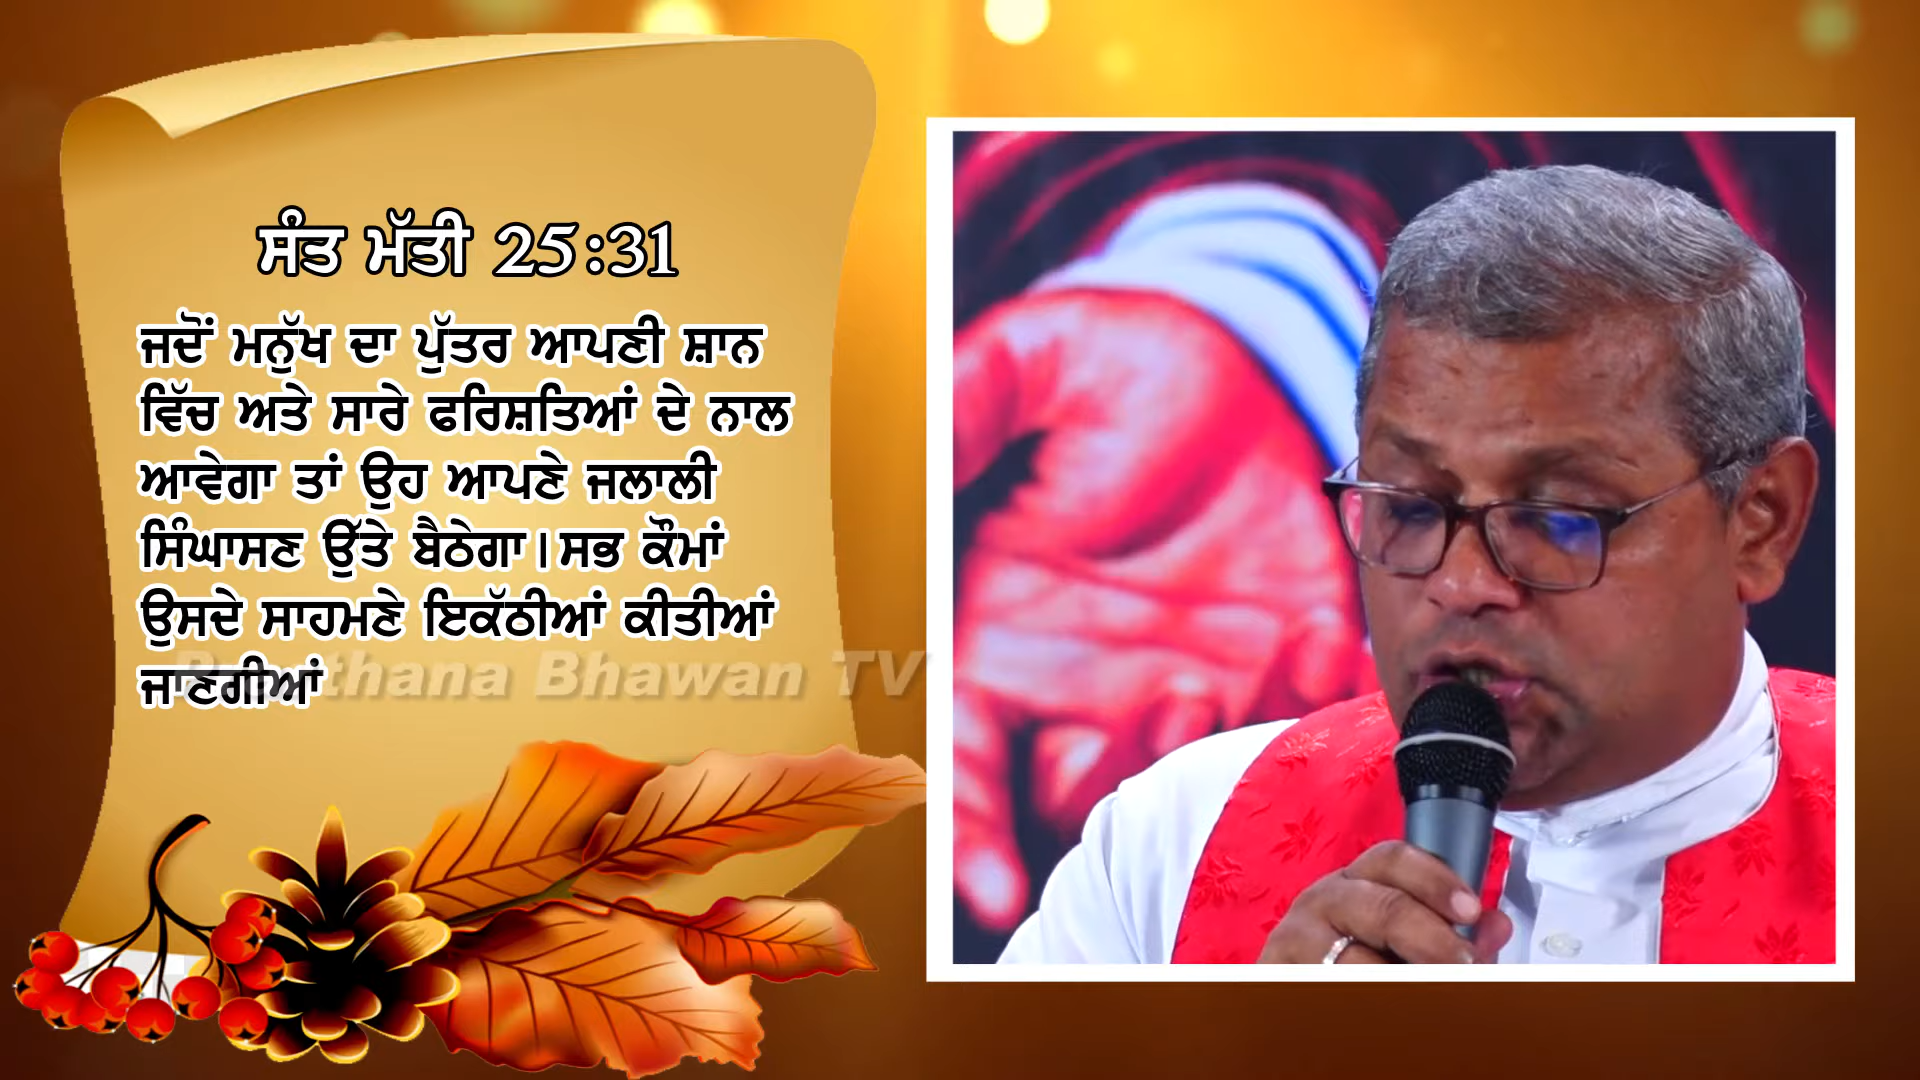 ਸੰਤ ਮੱਤੀ 25:31
ਜਦੋਂ ਮਨੁੱਖ ਦਾ ਪੁੱਤਰ ਆਪਣੀ ਸ਼ਾਨ
ਵਿੱਚ ਅਤੇ ਸਾਰੇ ਫਰਿਸ਼ਤਿਆਂ ਦੇ ਨਾਲ
ਆਵੇਗਾ ਤਾਂ ਉਹ ਆਪਣੇ ਜਲਾਲੀ
ਸਿੰਘਾਸਣ ਉੱਤੇ ਬੈਠੇਗਾ।ਸਭ ਕੌਮਾਂ
ਉਸਦੇ ਸਾਹਮਣੇ ਇਕੱਠੀਆਂ ਕੀਤੀਆਂ
ਜਾਣਗੀਆਂ
Bhawan TV